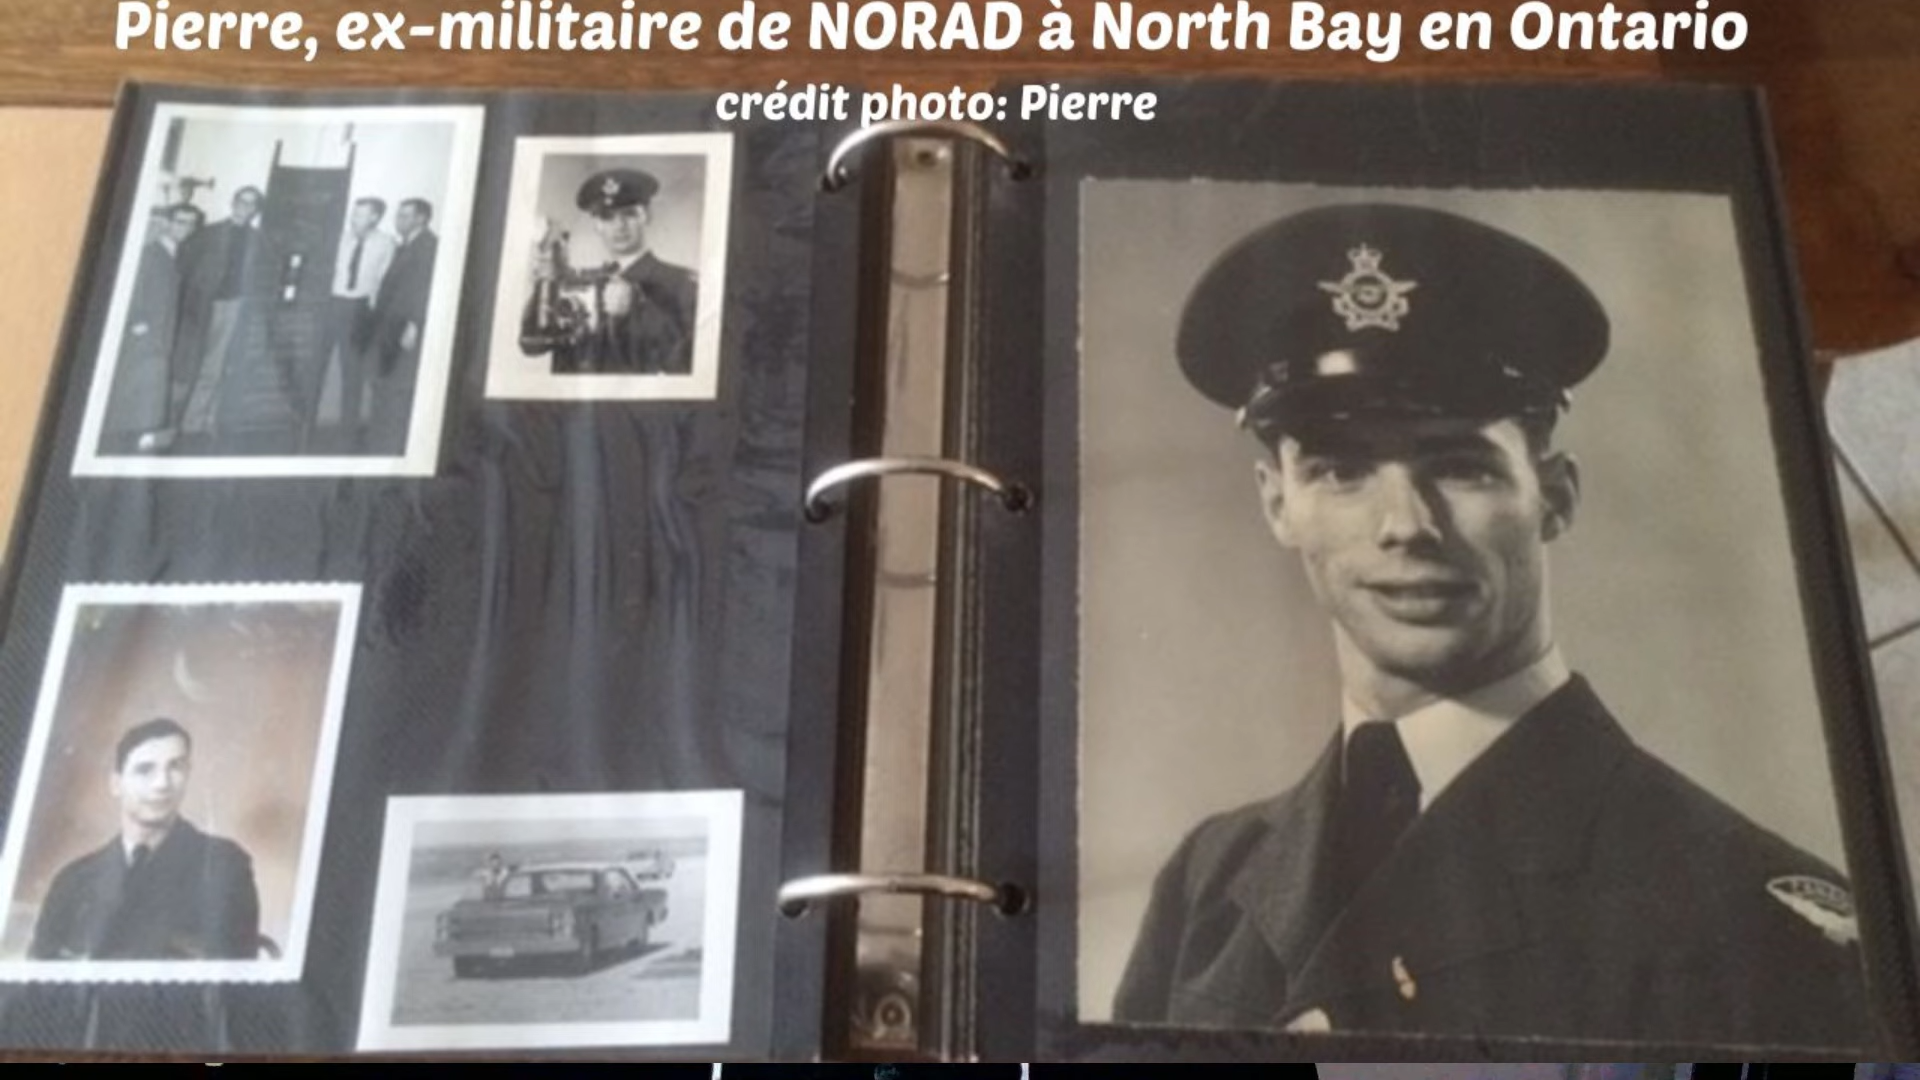 Pierre, ex-militaire de NORAD à North Bay en Ontario
crédit photo: Pierre